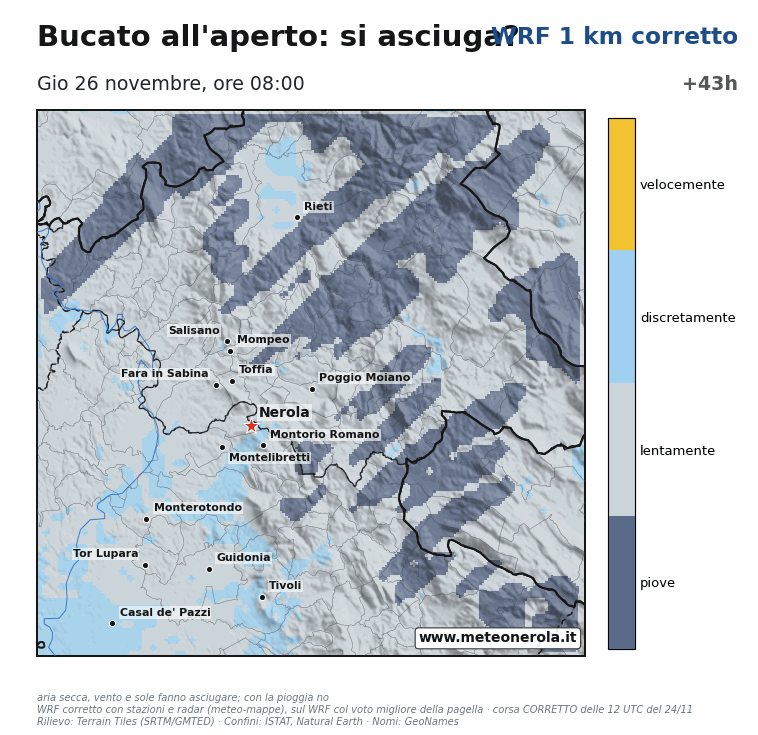 Bucato all'aperto: si asciuga?
WRF 1 km corretto
Gio 26 novembre, ore 08:00
+43h
Rieti
Salisano
Mompeo
Toffia
Fara in Sabina
Poggio Moiano
Nerola
Montorio Romano
Montelibretti
Monterotondo
Tor Lupara
Guidonia
Tivoli
Casal de' Pazzi
www.meteonerola.it
velocemente
discretamente
lentamente
piove
aria secca, vento e sole fanno asciugare; con la pioggia no
WRF corretto con stazioni e radar (meteo-mappe), sul WRF col voto migliore della pagella · corsa CORRETTO delle 12 UTC del 24/11
Rilievo: Terrain Tiles (SRTM/GMTED) · Confini: ISTAT, Natural Earth · Nomi: GeoNames